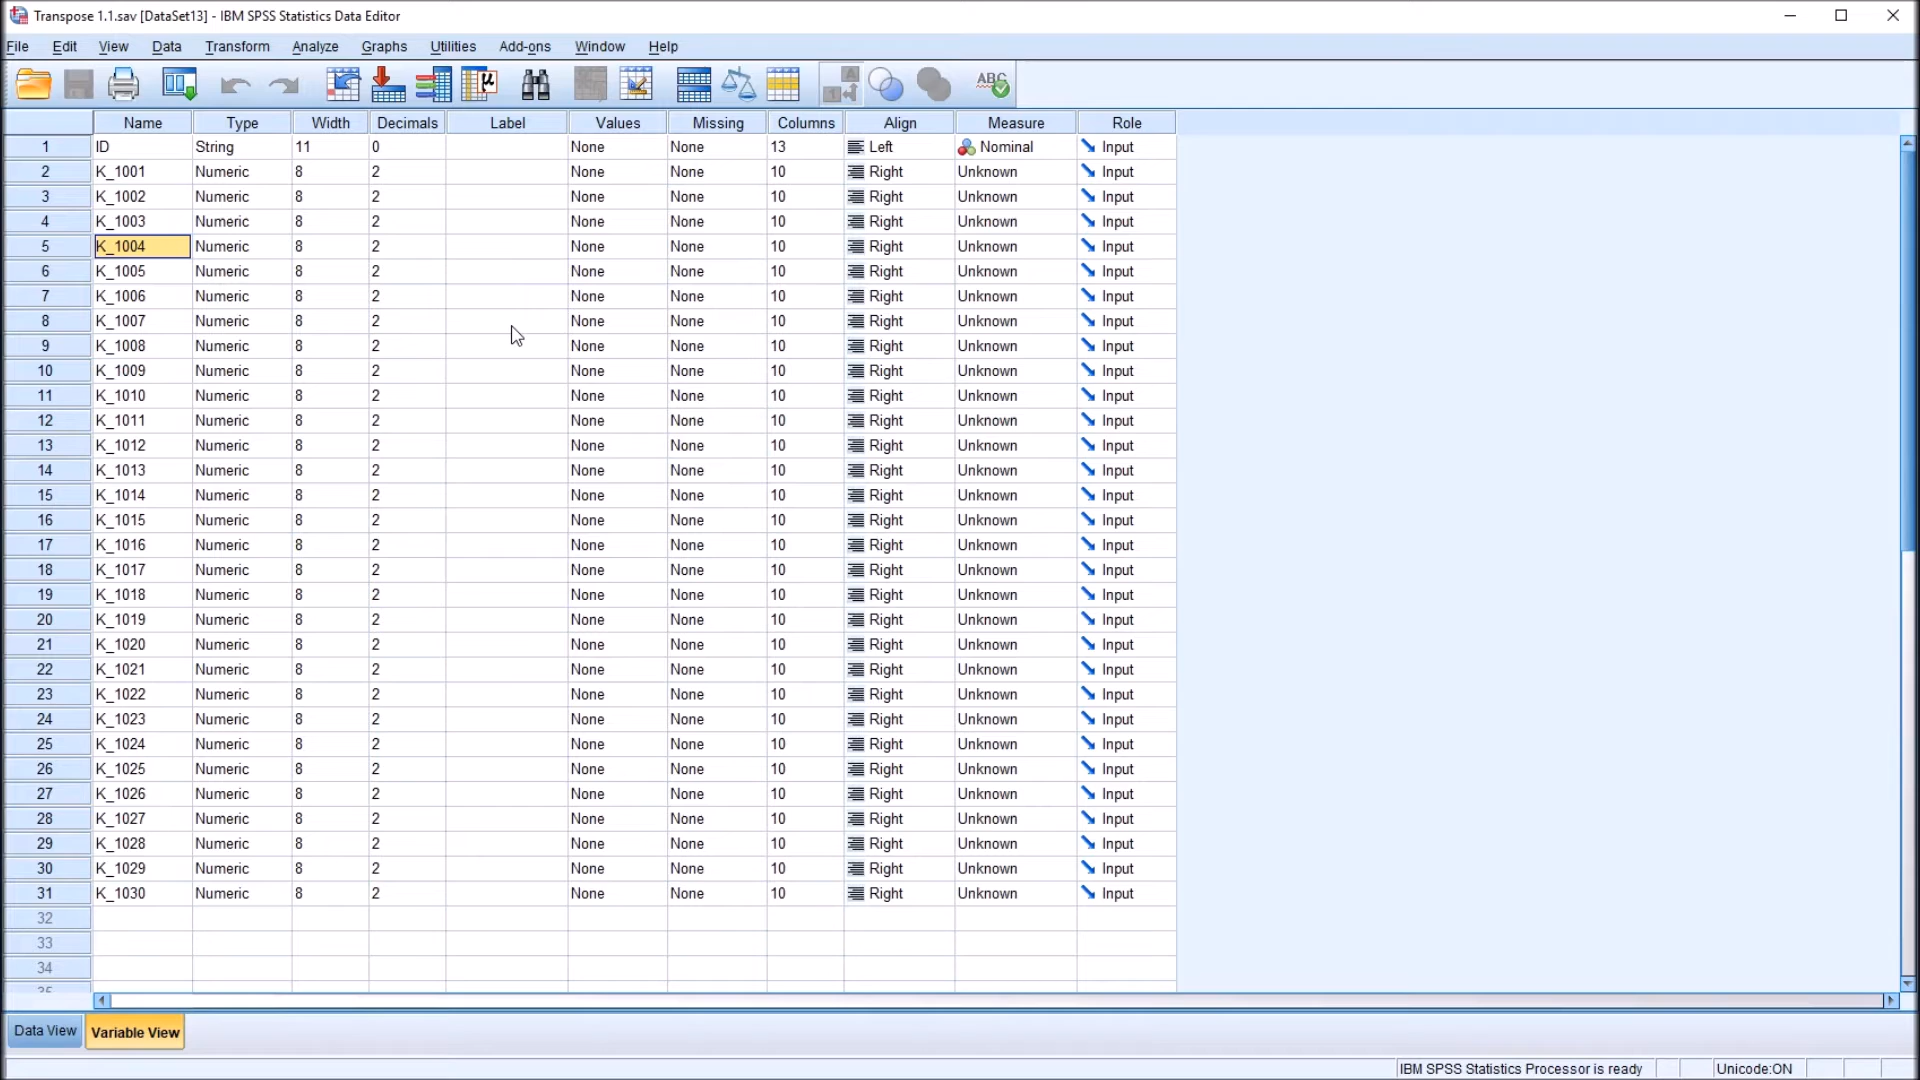 Transpose 1.1.sav [DataSet13] - IBM SPSS Statistics Data Editor
File Edit View Data Transform Analyze Graphs Utilities Add-ons Window Help
Name Type Width Decimals Label Values Missing Columns Align Measure Role
1 ID String 11 0 None None 13 Left Nominal Input
2 K_1001 Numeric 8 2 None None 10 Right Unknown Input
3 K_1002 Numeric 8 2 None None 10 Right Unknown Input
4 K_1003 Numeric 8 2 None None 10 Right Unknown Input
5 K_1004 Numeric 8 2 None None 10 Right Unknown Input
6 K_1005 Numeric 8 2 None None 10 Right Unknown Input
7 K_1006 Numeric 8 2 None None 10 Right Unknown Input
8 K_1007 Numeric 8 2 None None 10 Right Unknown Input
9 K_1008 Numeric 8 2 None None 10 Right Unknown Input
10 K_1009 Numeric 8 2 None None 10 Right Unknown Input
11 K_1010 Numeric 8 2 None None 10 Right Unknown Input
12 K_1011 Numeric 8 2 None None 10 Right Unknown Input
13 K_1012 Numeric 8 2 None None 10 Right Unknown Input
14 K_1013 Numeric 8 2 None None 10 Right Unknown Input
15 K_1014 Numeric 8 2 None None 10 Right Unknown Input
16 K_1015 Numeric 8 2 None None 10 Right Unknown Input
17 K_1016 Numeric 8 2 None None 10 Right Unknown Input
18 K_1017 Numeric 8 2 None None 10 Right Unknown Input
19 K_1018 Numeric 8 2 None None 10 Right Unknown Input
20 K_1019 Numeric 8 2 None None 10 Right Unknown Input
21 K_1020 Numeric 8 2 None None 10 Right Unknown Input
22 K_1021 Numeric 8 2 None None 10 Right Unknown Input
23 K_1022 Numeric 8 2 None None 10 Right Unknown Input
24 K_1023 Numeric 8 2 None None 10 Right Unknown Input
25 K_1024 Numeric 8 2 None None 10 Right Unknown Input
26 K_1025 Numeric 8 2 None None 10 Right Unknown Input
27 K_1026 Numeric 8 2 None None 10 Right Unknown Input
28 K_1027 Numeric 8 2 None None 10 Right Unknown Input
29 K_1028 Numeric 8 2 None None 10 Right Unknown Input
30 K_1029 Numeric 8 2 None None 10 Right Unknown Input
31 K_1030 Numeric 8 2 None None 10 Right Unknown Input
32
33
34
35
Data View Variable View
IBM SPSS Statistics Processor is ready Unicode:ON